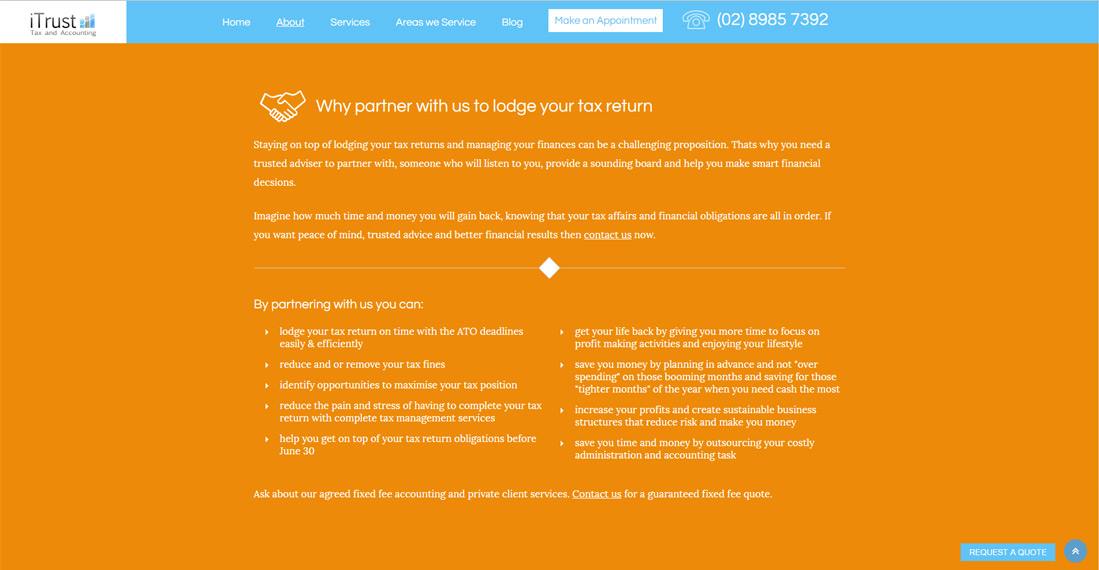 iTrust
Tax and Accounting
Home
About
Services
Areas we Service
Blog
Make an Appointment
(02) 8985 7392
Why partner with us to lodge your tax return
Staying on top of lodging your tax returns and managing your finances can be a challenging proposition. Thats why you need a
trusted adviser to partner with, someone who will listen to you, provide a sounding board and help you make smart financial
decsions.
Imagine how much time and money you will gain back, knowing that your tax affairs and financial obligations are all in order. If
you want peace of mind, trusted advice and better financial results then contact us now.
By partnering with us you can:
lodge your tax return on time with the ATO deadlines
easily & efficiently
reduce and or remove your tax fines
identify opportunities to maximise your tax position
reduce the pain and stress of having to complete your tax
return with complete tax management services
help you get on top of your tax return obligations before
June 30
get your life back by giving you more time to focus on
profit making activities and enjoying your lifestyle
save you money by planning in advance and not "over
spending" on those booming months and saving for those
"tighter months" of the year when you need cash the most
increase your profits and create sustainable business
structures that reduce risk and make you money
save you time and money by outsourcing your costly
administration and accounting task
Ask about our agreed fixed fee accounting and private client services. Contact us for a guaranteed fixed fee quote.
REQUEST A QUOTE